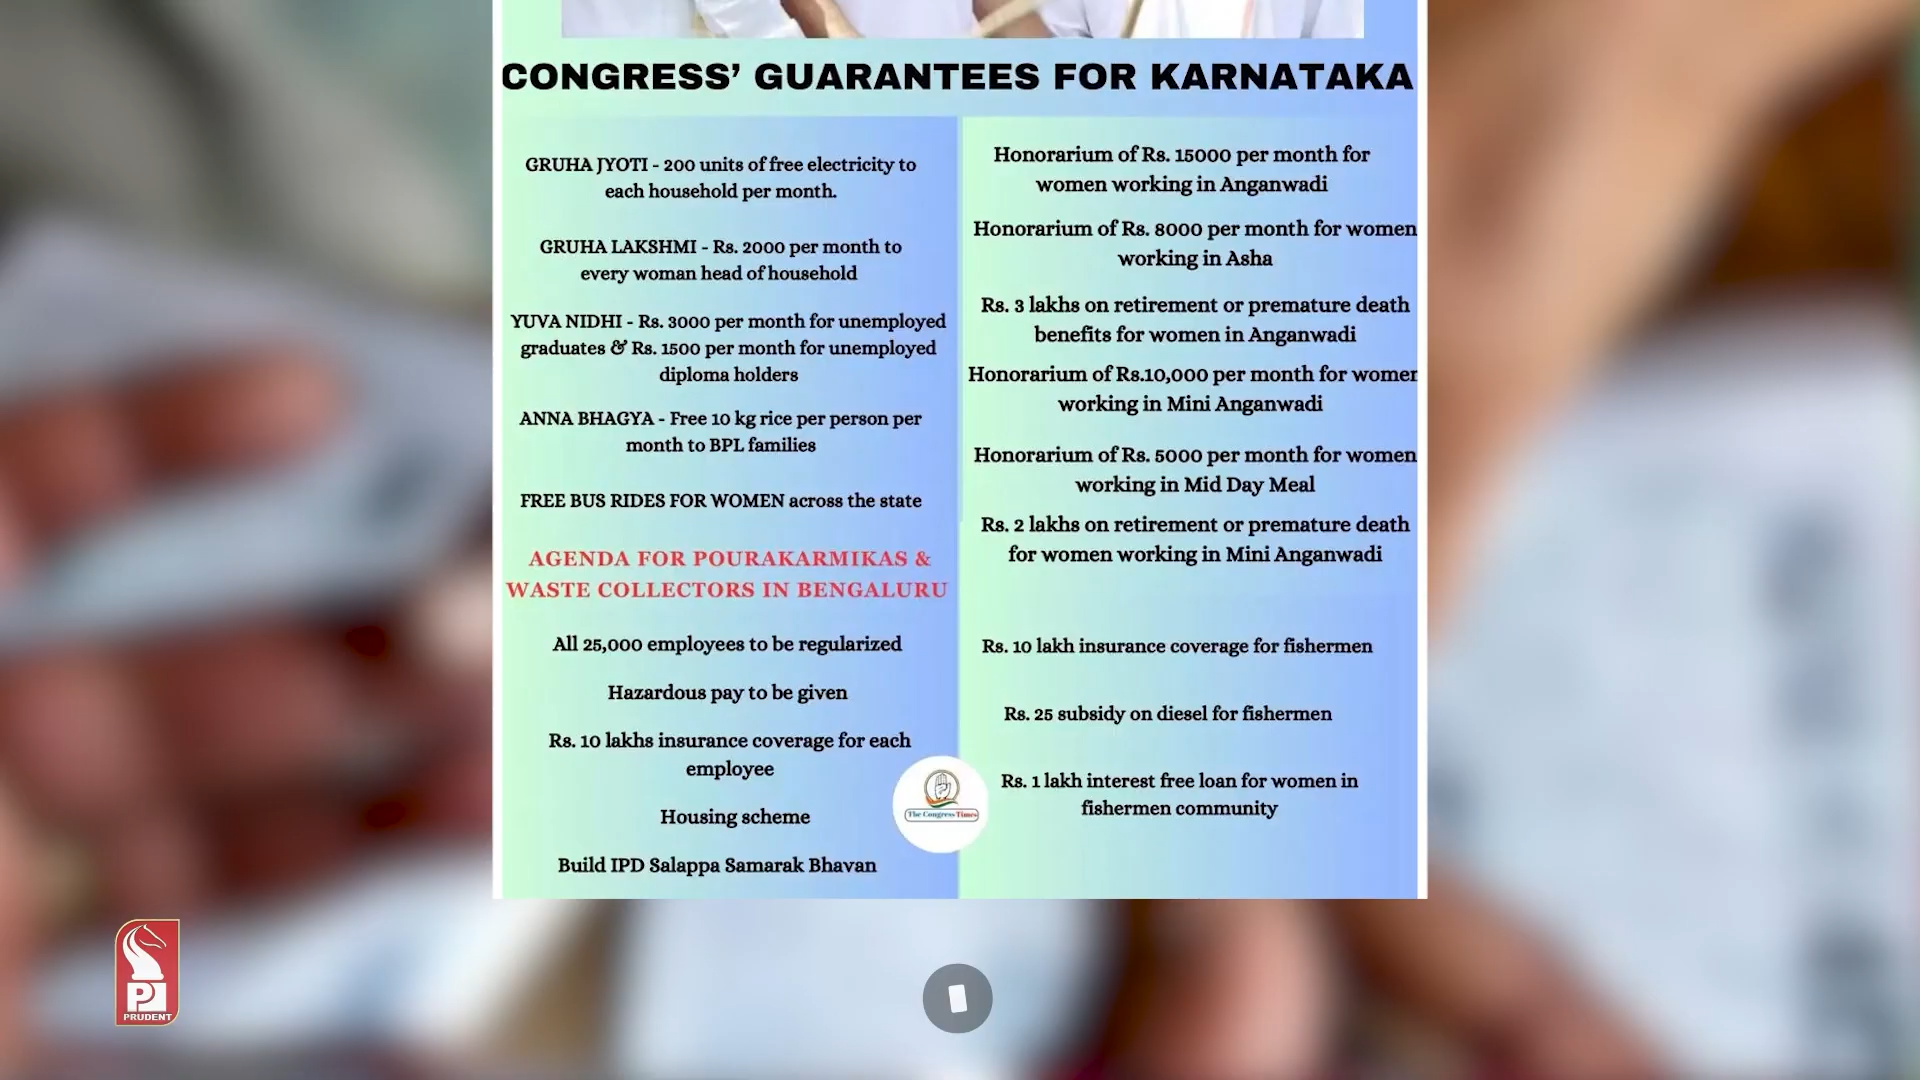 CONGRESS' GUARANTEES FOR KARNATAKA
GRUHA JYOTI - 200 units of free electricity to
each household per month.
GRUHA LAKSHMI - Rs. 2000 per month to
every woman head of household
YUVA NIDHI - Rs. 3000 per month for unemployed
graduates & Rs. 1500 per month for unemployed
diploma holders
ANNA BHAGYA - Free 10 kg rice per person per
month to BPL families
FREE BUS RIDES FOR WOMEN across the state
AGENDA FOR POURAKARMIKAS &
WASTE COLLECTORS IN BENGALURU
All 25,000 employees to be regularized
Hazardous pay to be given
Rs. 10 lakhs insurance coverage for each
employee
Housing scheme
Build IPD Salappa Samarak Bhavan
Honorarium of Rs. 15000 per month for
women working in Anganwadi
Honorarium of Rs. 8000 per month for women
working in Asha
Rs. 3 lakhs on retirement or premature death
benefits for women in Anganwadi
Honorarium of Rs.10,000 per month for women
working in Mini Anganwadi
Honorarium of Rs. 5000 per month for women
working in Mid Day Meal
Rs. 2 lakhs on retirement or premature death
for women working in Mini Anganwadi
Rs. 10 lakh insurance coverage for fishermen
Rs. 25 subsidy on diesel for fishermen
Rs. 1 lakh interest free loan for women in
fishermen community
The Congress Times
P
PRUDENT